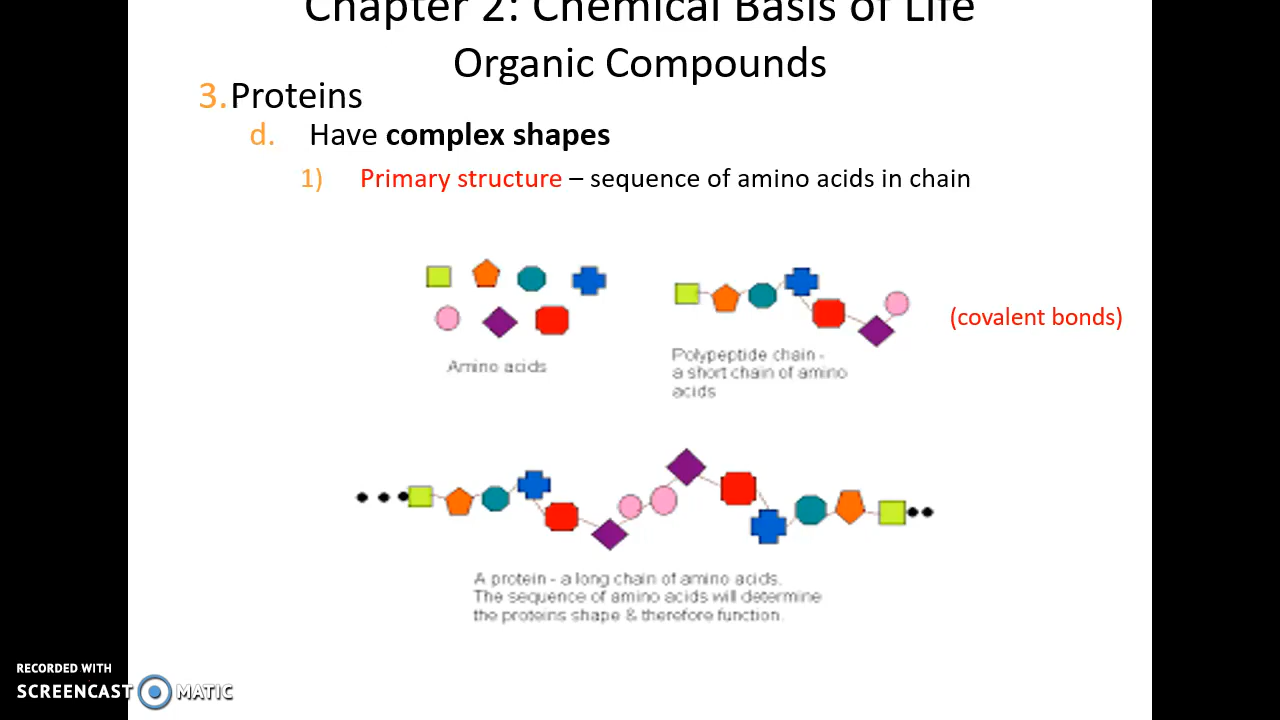 Chapter 2: Chemical Basis of Life
Organic Compounds
3. Proteins
d. Have complex shapes
1) Primary structure – sequence of amino acids in chain
(covalent bonds)
Amino acids
Polypeptide chain -
a short chain of amino
acids
A protein - a long chain of amino acids.
The sequence of amino acids will determine
the proteins shape & therefore function.
RECORDED WITH
SCREENCAST MATIC